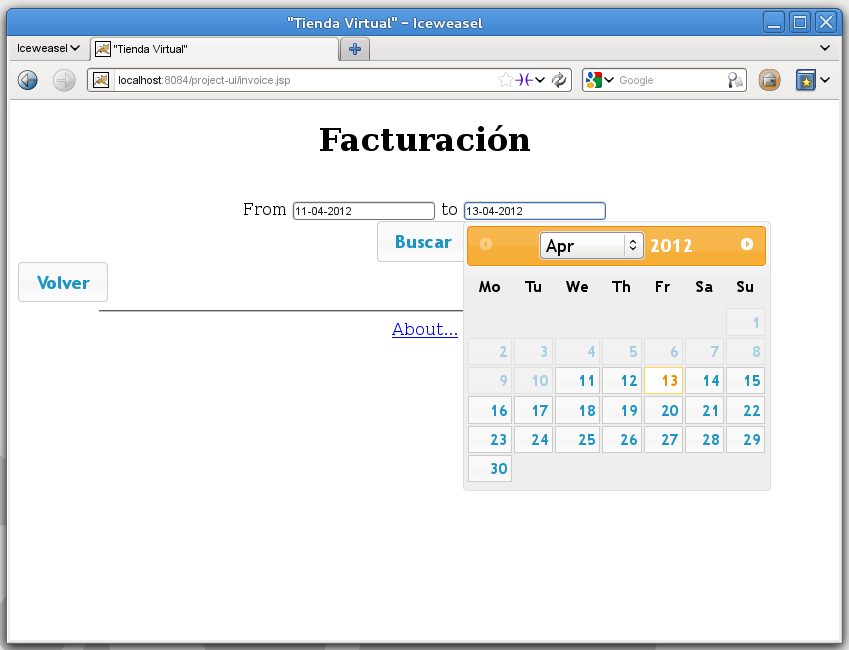 "Tienda Virtual" - Iceweasel
Iceweasel "Tienda Virtual"
localhost:8084/project-ui/invoice.jsp Google
Facturación
From 11-04-2012 to 13-04-2012
Buscar
Apr 2012
Volver
Mo Tu We Th Fr Sa Su
1
About...
2 3 4 5 6 7 8
9 10 11 12 13 14 15
16 17 18 19 20 21 22
23 24 25 26 27 28 29
30